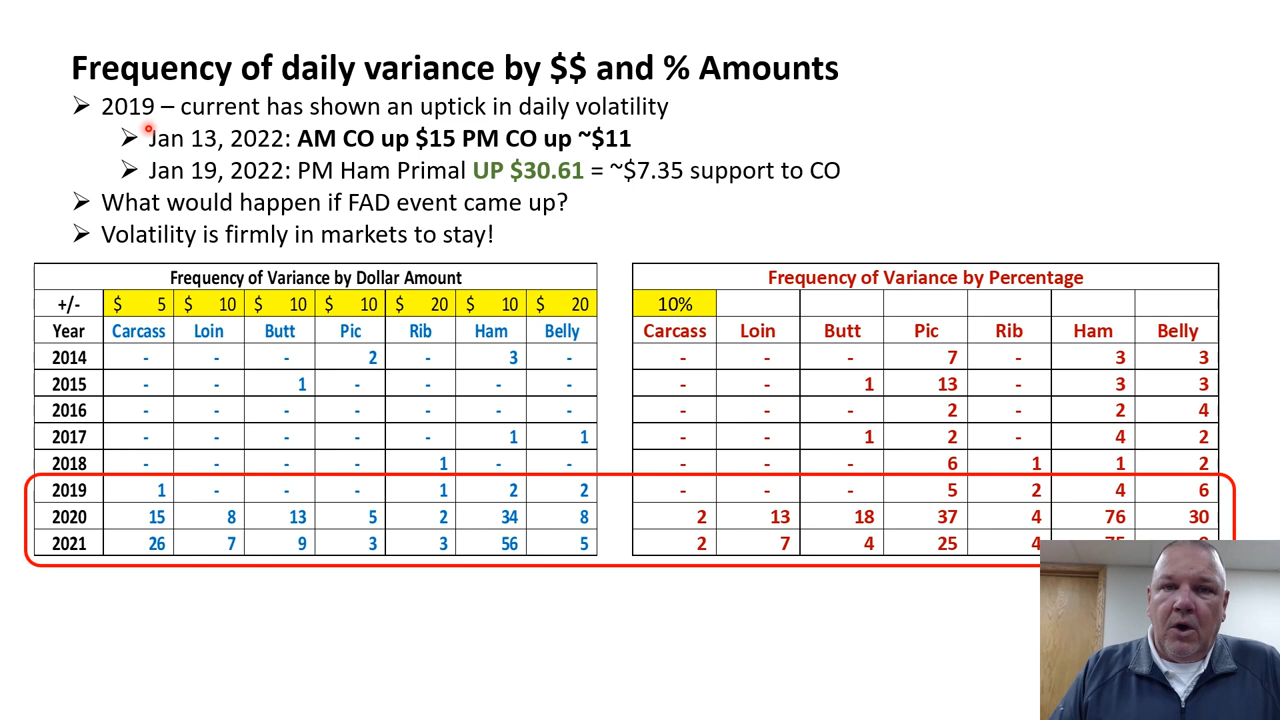 Frequency of daily variance by $$ and % Amounts
➢ 2019 – current has shown an uptick in daily volatility
➢ Jan 13, 2022: AM CO up $15 PM CO up ~$11
➢ Jan 19, 2022: PM Ham Primal UP $30.61 = ~$7.35 support to CO
➢ What would happen if FAD event came up?
➢ Volatility is firmly in markets to stay!
Frequency of Variance by Dollar Amount
+/- $ 5 $ 10 $ 10 $ 10 $ 20 $ 10 $ 20
Year Carcass Loin Butt Pic Rib Ham Belly
2014 - - - 2 - 3 -
2015 - - 1 - - - -
2016 - - - - - - -
2017 - - - - - 1 1
2018 - - - - 1 - -
2019 1 - - - 1 2 2
2020 15 8 13 5 2 34 8
2021 26 7 9 3 3 56 5
Frequency of Variance by Percentage
10%
Carcass Loin Butt Pic Rib Ham Belly
- - - 7 - 3 3
- - 1 13 - 3 3
- - - 2 - 2 4
- - 1 2 - 4 2
- - - 6 1 1 2
- - - 5 2 4 6
2 13 18 37 4 76 30
2 7 4 25 4